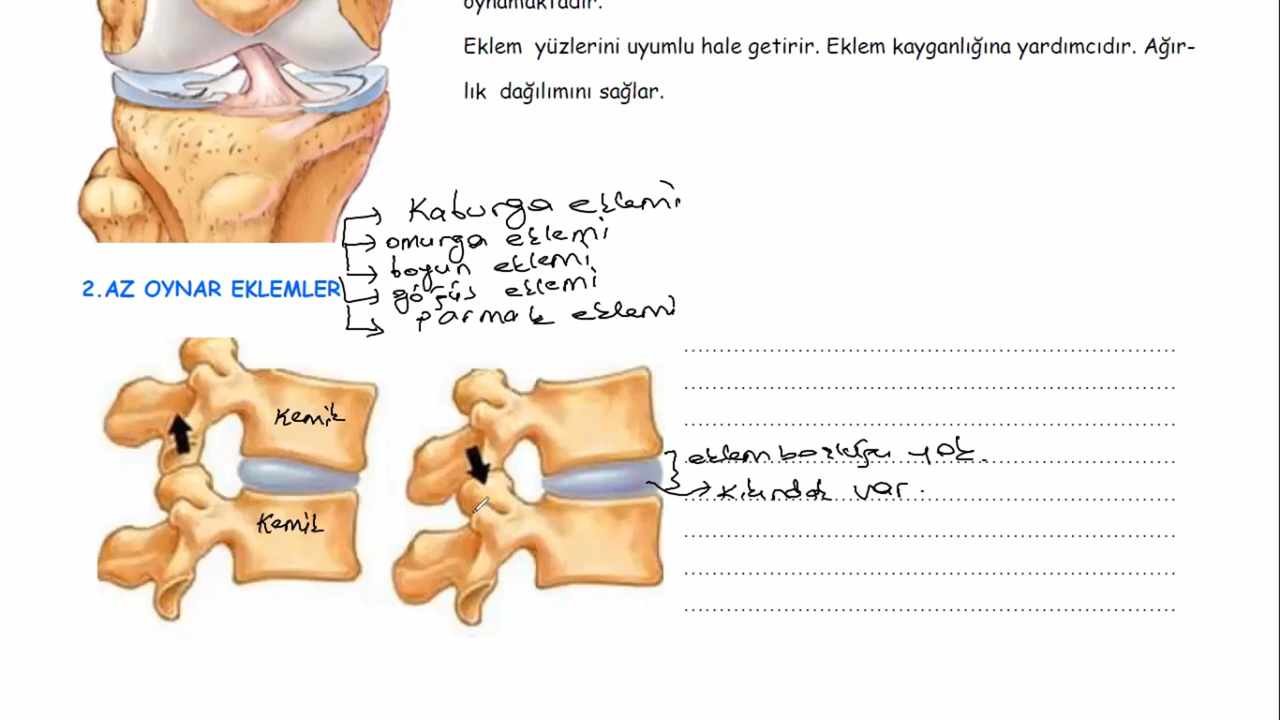 oynamaktadır.
Eklem yüzlerini uyumlu hale getirir. Eklem kayganlığına yardımcıdır. Ağır-
lık dağılımını sağlar.
Kaburga eklemi
omurga eklemi
boyun eklemi
2.AZ OYNAR EKLEMLER
göğüs eklemi
parmak eklemi
Kemik
eklem boşluğu yok.
Kıkırdak var.
Kemik